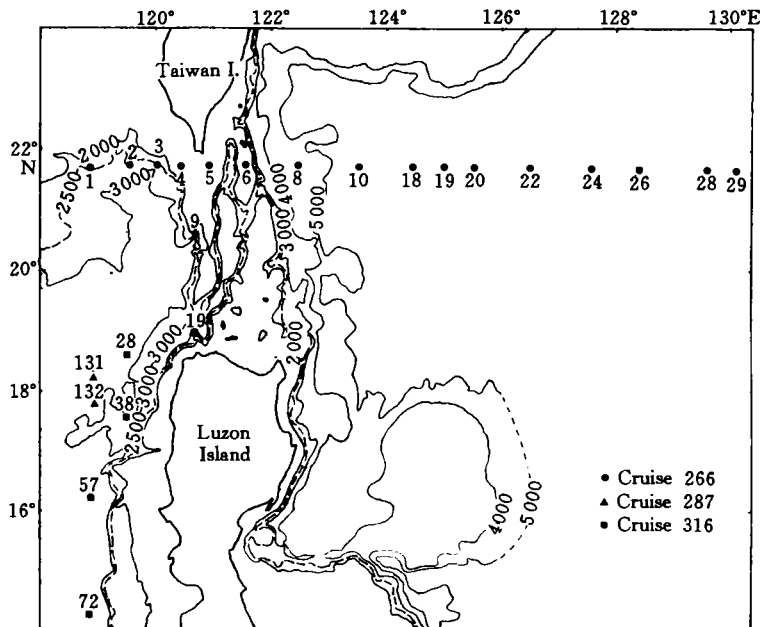 120° 122° 124° 126° 128° 130°E
Taiwan I.
22°
N
2000
2500
3000
1 2 3 4 5 6 8 10 18 19 20 22 24 26 28 29
4000
3000
5000
9
20°
19
28
3000
2000
131
18°
132
38
3000
2500
Luzon
Island
57
16°
4000
5000
● Cruise 266
▲ Cruise 287
■ Cruise 316
72